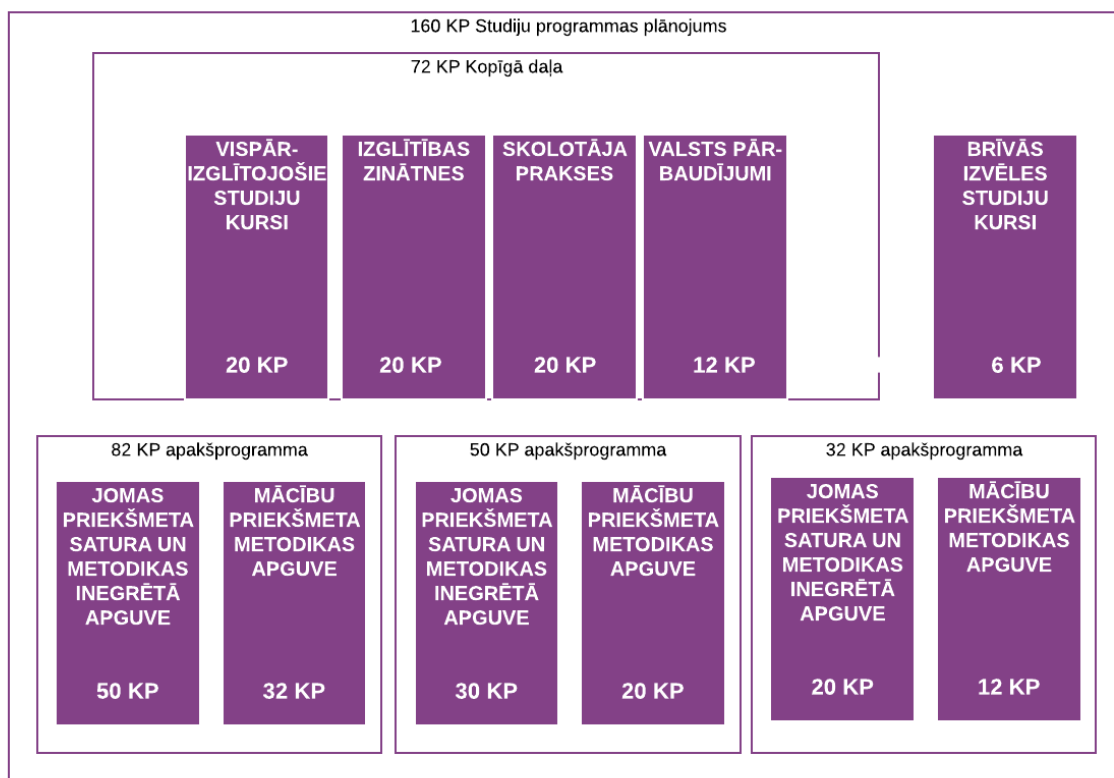 160 KP Studiju programmas plānojums
72 KP Kopīgā daļa
VISPĀR-
IZGLĪTOJOŠIE
STUDIJU
KURSI
20 KP
IZGLĪTĪBAS
ZINĀTNES
20 KP
SKOLOTĀJA
PRAKSES
20 KP
VALSTS PĀR-
BAUDĪJUMI
12 KP
BRĪVĀS
IZVĒLES
STUDIJU
KURSI
6 KP
82 KP apakšprogramma
JOMAS
PRIEKŠMETA
SATURA UN
METODIKAS
INEGRĒTĀ
APGUVE
50 KP
MĀCĪBU
PRIEKŠMETA
METODIKAS
APGUVE
32 KP
50 KP apakšprogramma
JOMAS
PRIEKŠMETA
SATURA UN
METODIKAS
INEGRĒTĀ
APGUVE
30 KP
MĀCĪBU
PRIEKŠMETA
METODIKAS
APGUVE
20 KP
32 KP apakšprogramma
JOMAS
PRIEKŠMETA
SATURA UN
METODIKAS
INEGRĒTĀ
APGUVE
20 KP
MĀCĪBU
PRIEKŠMETA
METODIKAS
APGUVE
12 KP